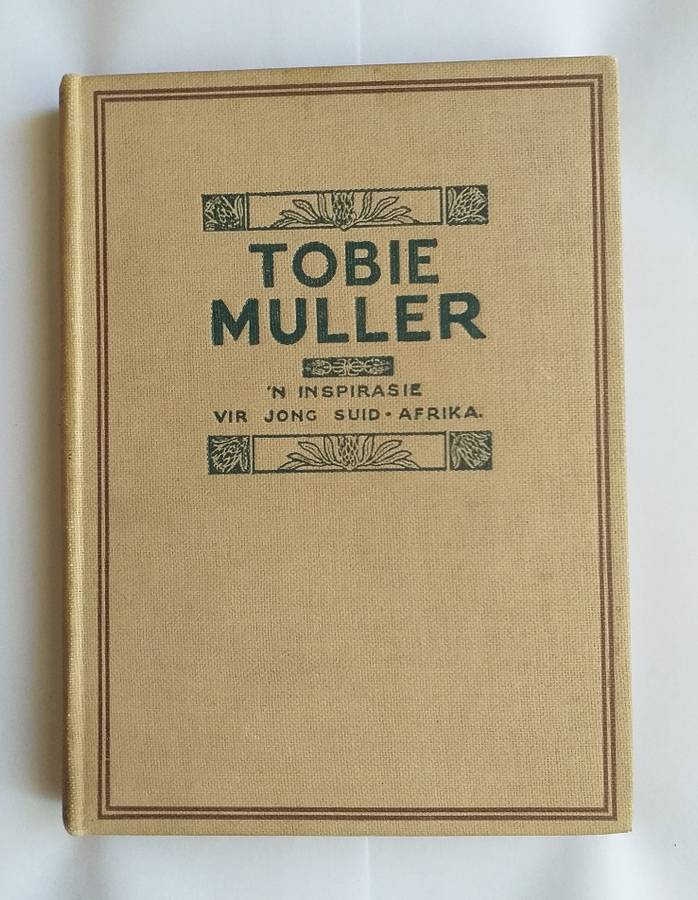 TOBIE
MULLER
'N INSPIRASIE
VIR JONG SUID-AFRIKA.